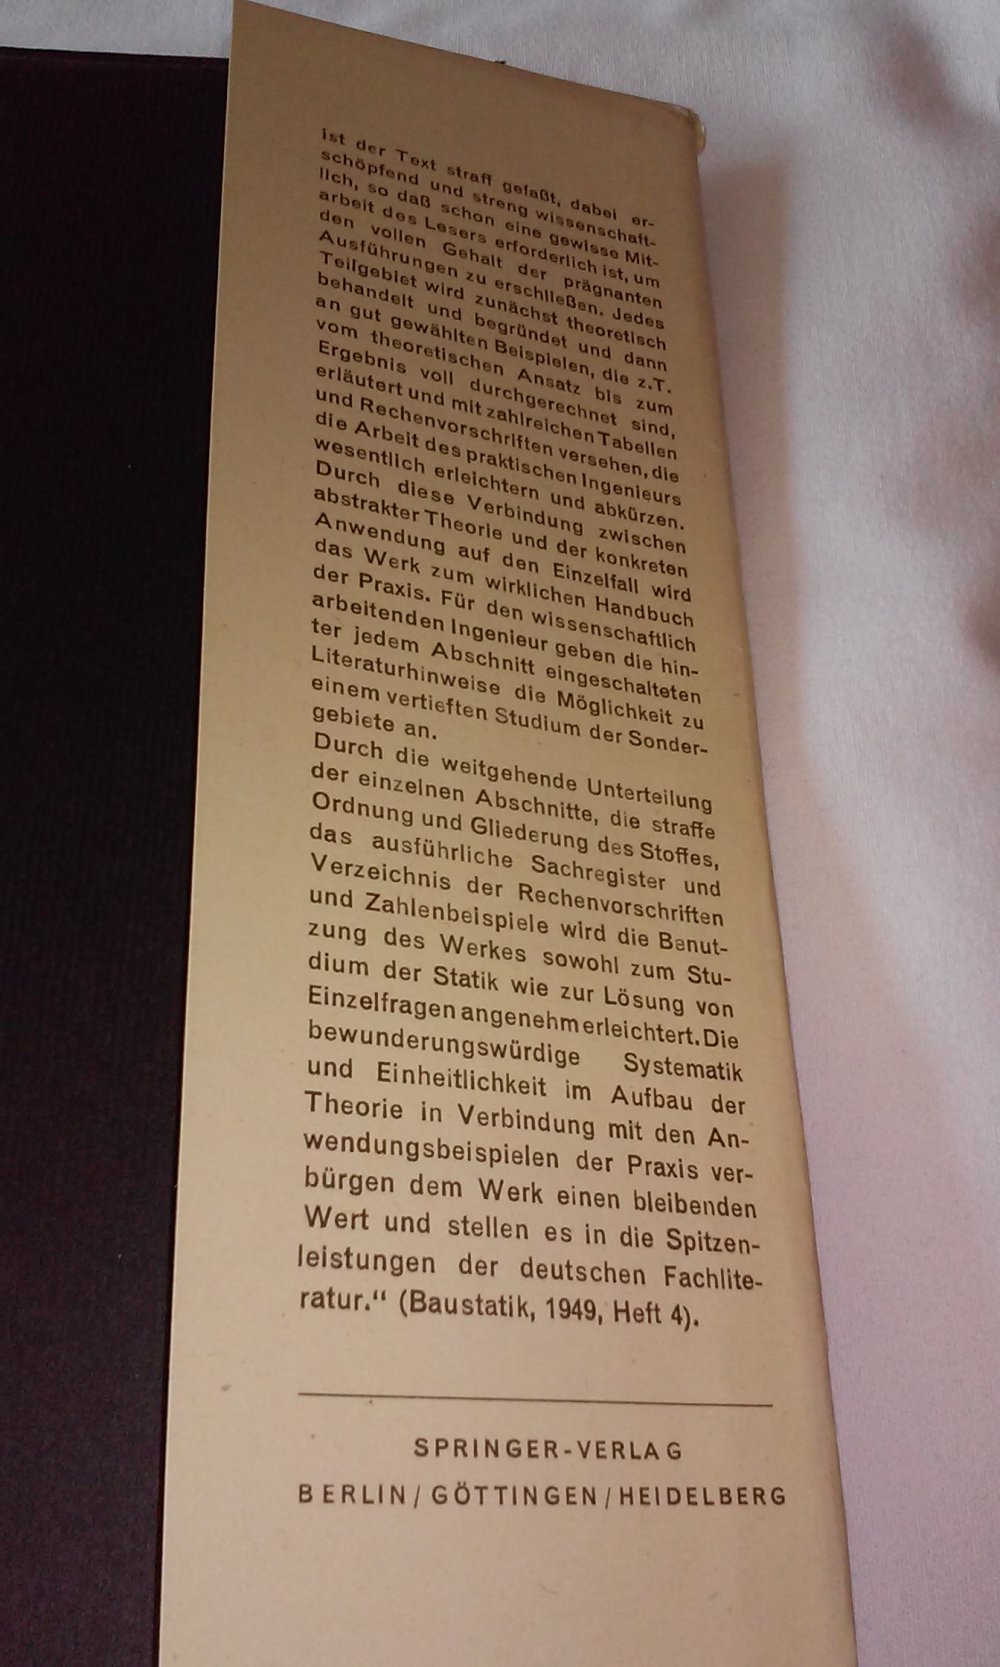 ist der Text straff gefaßt, dabei er-
schöpfend und streng wissenschaft-
lich, so daß schon eine gewisse Mit-
arbeit des Lesers erforderlich ist, um
den vollen Gehalt der prägnanten
Ausführungen zu erschließen. Jedes
Teilgebiet wird zunächst theoretisch
behandelt und begründet und dann
an gut gewählten Beispielen, die z.T.
vom theoretischen Ansatz bis zum
Ergebnis voll durchgerechnet sind,
erläutert und mit zahlreichen Tabellen
und Rechenvorschriften versehen, die
die Arbeit des praktischen Ingenieurs
wesentlich erleichtern und abkürzen.
Durch diese Verbindung zwischen
abstrakter Theorie und der konkreten
Anwendung auf den Einzelfall wird
das Werk zum wirklichen Handbuch
der Praxis. Für den wissenschaftlich
arbeitenden Ingenieur geben die hin-
ter jedem Abschnitt eingeschalteten
Literaturhinweise die Möglichkeit zu
einem vertieften Studium der Sonder-
gebiete an.
Durch die weitgehende Unterteilung
der einzelnen Abschnitte, die straffe
Ordnung und Gliederung des Stoffes,
das ausführliche Sachregister und
Verzeichnis der Rechenvorschriften
und Zahlenbeispiele wird die Benut-
zung des Werkes sowohl zum Stu-
dium der Statik wie zur Lösung von
Einzelfragen angenehm erleichtert. Die
bewunderungswürdige Systematik
und Einheitlichkeit im Aufbau der
Theorie in Verbindung mit den An-
wendungsbeispielen der Praxis ver-
bürgen dem Werk einen bleibenden
Wert und stellen es in die Spitzen-
leistungen der deutschen Fachlite-
ratur.“ (Baustatik, 1949, Heft 4).
SPRINGER-VERLAG
BERLIN / GÖTTINGEN / HEIDELBERG